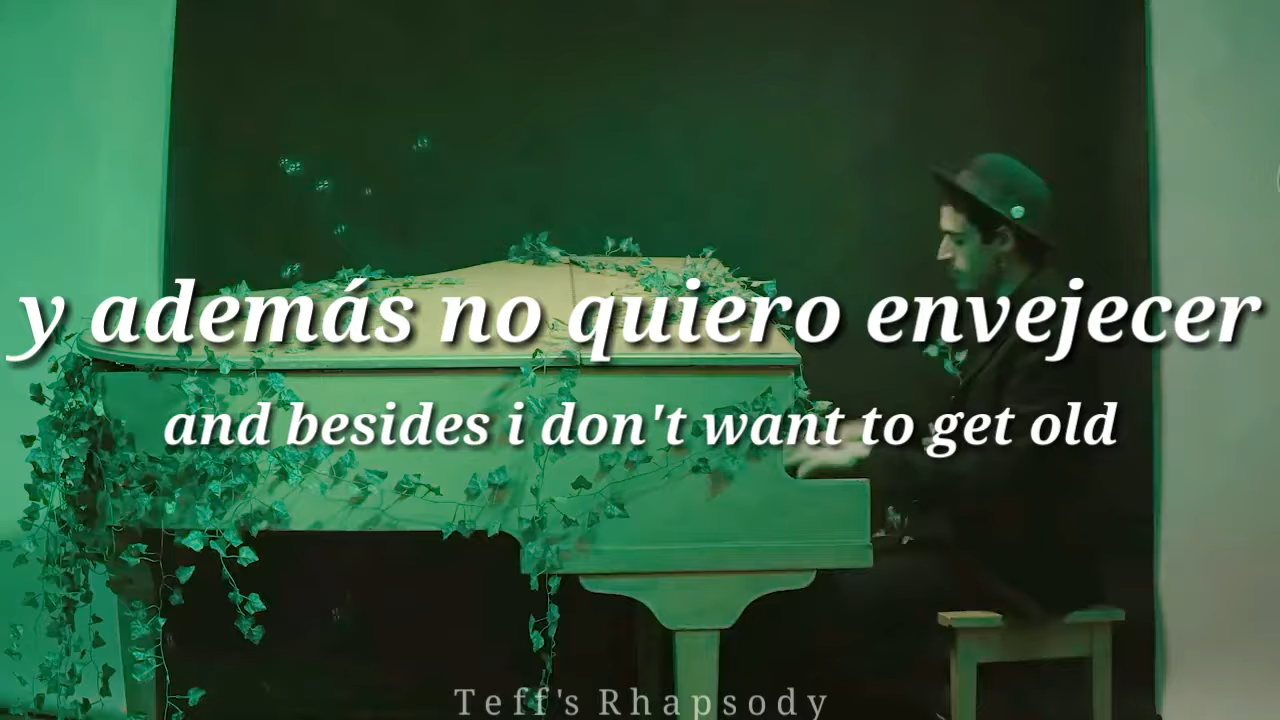 y además no quiero envejecer
and besides i don't want to get old
Teff's Rhapsody